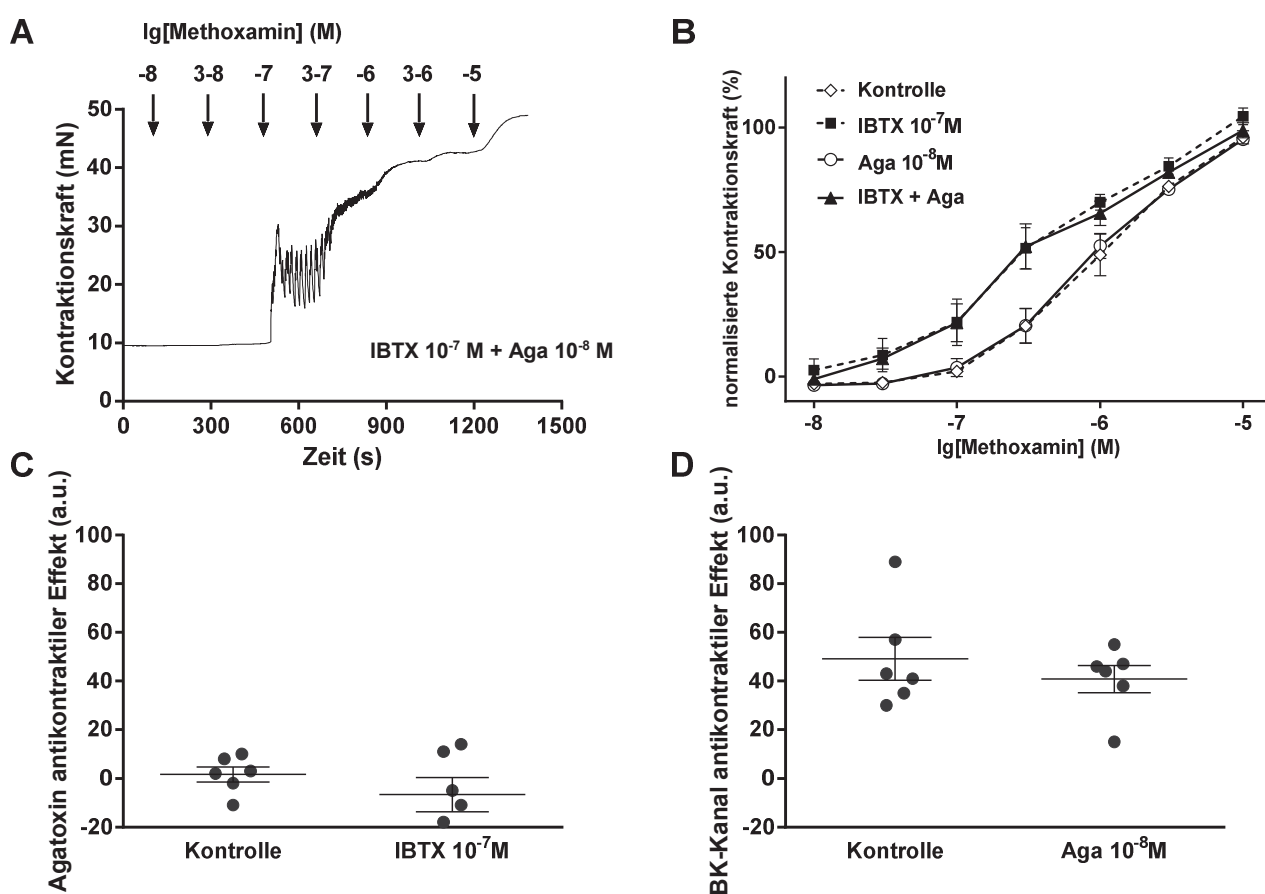 A
lg[Methoxamin] (M)
-8 3-8 -7 3-7 -6 3-6 -5
Kontraktionskraft (mN)
50
40
30
20
10
0
IBTX 10⁻⁷ M + Aga 10⁻⁸ M
0 300 600 900 1200 1500
Zeit (s)
B
normalisierte Kontraktionskraft (%)
Kontrolle
IBTX 10⁻⁷M
Aga 10⁻⁸M
IBTX + Aga
100
50
0
-8 -7 -6 -5
lg[Methoxamin] (M)
C
Agatoxin antikontraktiler Effekt (a.u.)
100
80
60
40
20
0
-20
Kontrolle IBTX 10⁻⁷M
D
BK-Kanal antikontraktiler Effekt (a.u.)
100
80
60
40
20
0
-20
Kontrolle Aga 10⁻⁸M